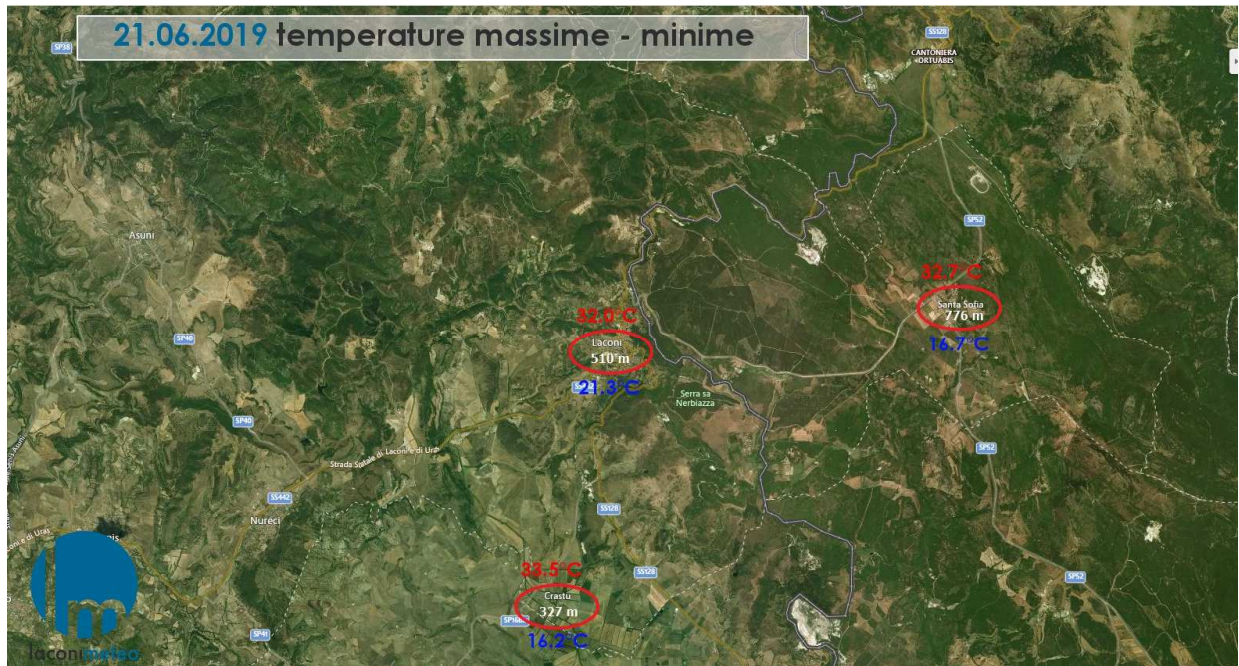 21.06.2019 temperature massime - minime
SP38
SS128
CANTONIERA
ORTUABIS
SP52
Asuni
32.7°C
Santa Sofia
776 m
16.7°C
32.0°C
Laconi
510 m
21.3°C
SP40
Serra sa
Nerbiazza
SP40
Strada Statale di Laconi e di Uras
SP52
SS442
Nureci
SS128
33.5°C
Crastu
327 m
16.2°C
SS128
SP52
SP41
laconimeteo